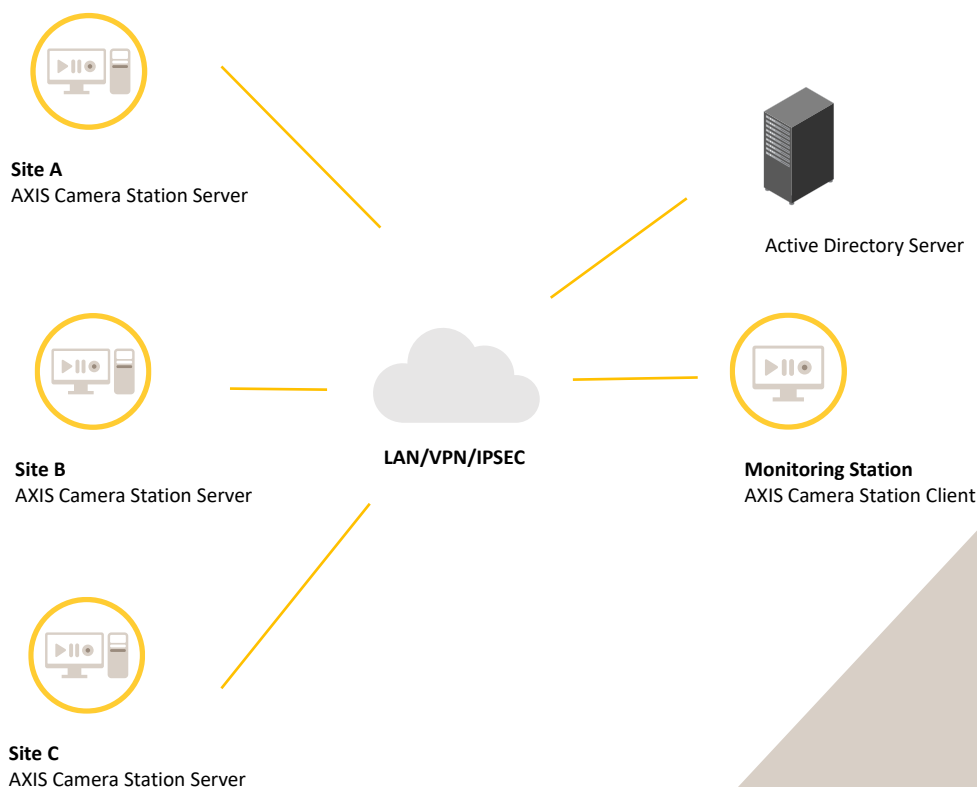 Site A
AXIS Camera Station Server
Active Directory Server
Site B
AXIS Camera Station Server
LAN/VPN/IPSEC
Monitoring Station
AXIS Camera Station Client
Site C
AXIS Camera Station Server